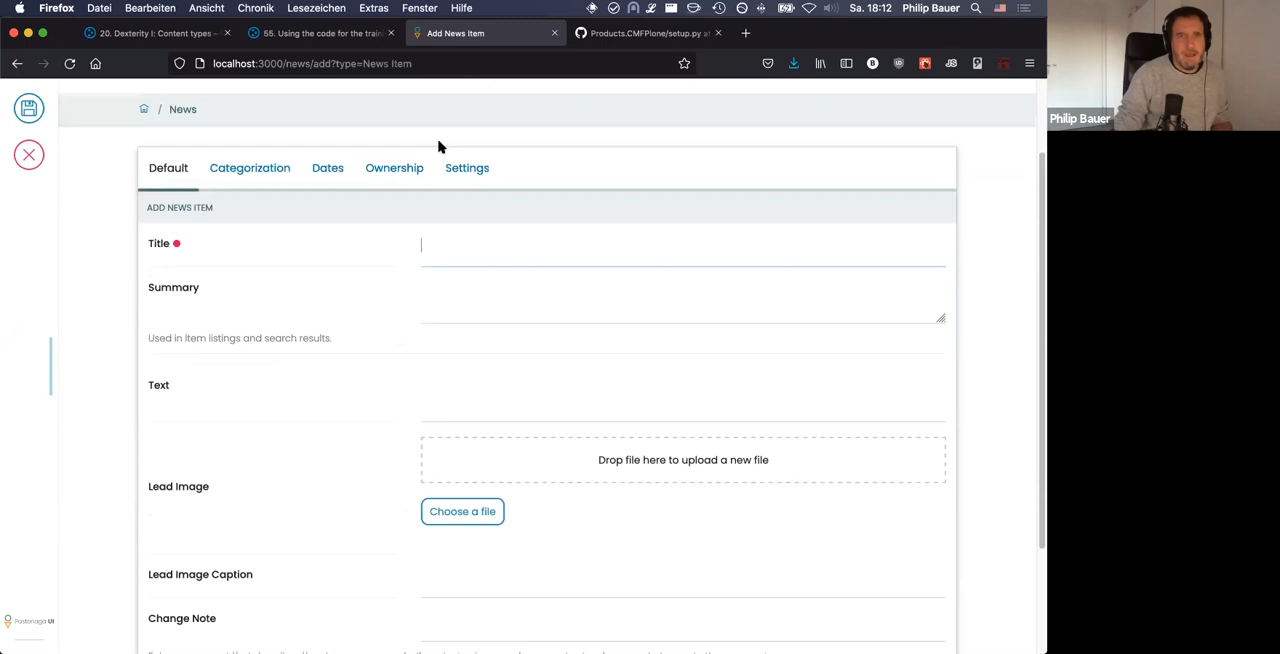 Firefox Datei Bearbeiten Ansicht Chronik Lesezeichen Extras Fenster Hilfe Sa. 18:12 Philip Bauer
20. Dexterity I: Content types – 55. Using the code for the traini Add News Item Products.CMFPlone/setup.py at
localhost:3000/news/add?type=News Item
/ News
Philip Bauer
Default Categorization Dates Ownership Settings
ADD NEWS ITEM
Title
Summary
Used in item listings and search results.
Text
Drop file here to upload a new file
Lead Image
Choose a file
Lead Image Caption
Change Note
Pastanaga UI